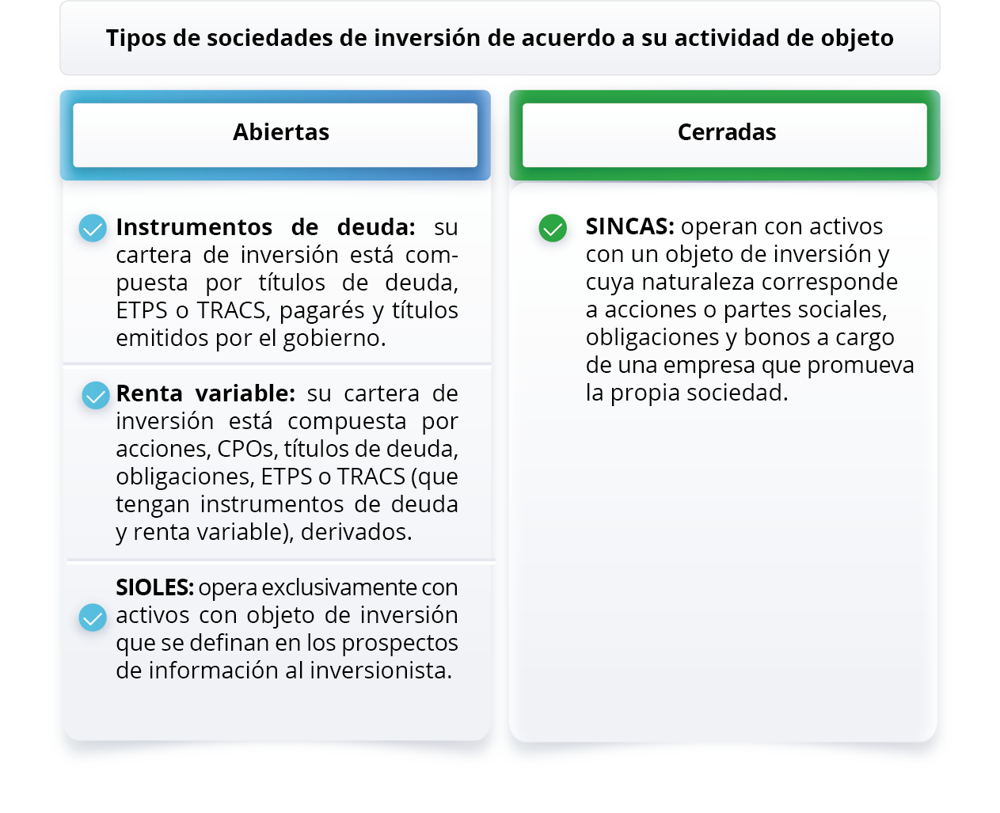 Tipos de sociedades de inversión de acuerdo a su actividad de objeto
Abiertas
Instrumentos de deuda: su
cartera de inversión está com-
puesta por títulos de deuda,
ETPS o TRACS, pagarés y títulos
emitidos por el gobierno.
Renta variable: su cartera de
inversión está compuesta por
acciones, CPOs, títulos de deuda,
obligaciones, ETPS o TRACS (que
tengan instrumentos de deuda
y renta variable), derivados.
SIOLES: opera exclusivamente con
activos con objeto de inversión
que se definan en los prospectos
de información al inversionista.
Cerradas
SINCAS: operan con activos
con un objeto de inversión y
cuya naturaleza corresponde
a acciones o partes sociales,
obligaciones y bonos a cargo
de una empresa que promueva
la propia sociedad.